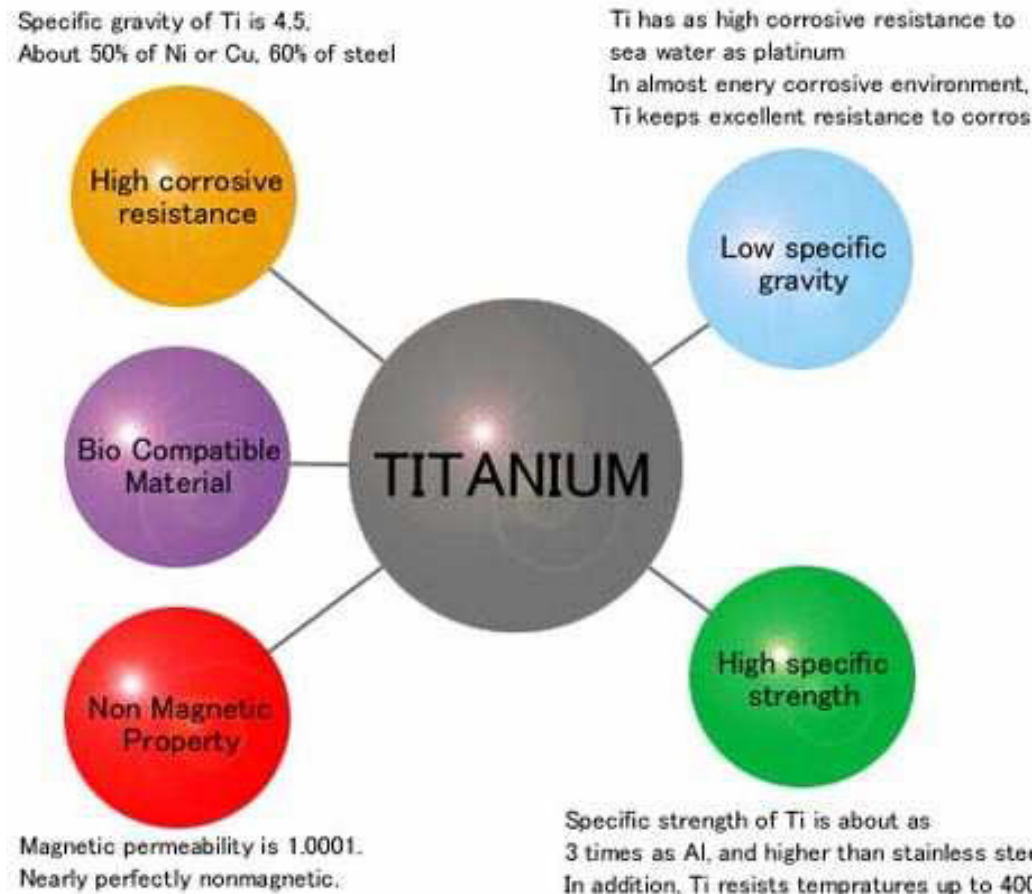 Specific gravity of Ti is 4.5.
About 50% of Ni or Cu, 60% of steel
Ti has as high corrosive resistance to
sea water as platinum
In almost enery corrosive environment,
Ti keeps excellent resistance to corros
High corrosive
resistance
Low specific
gravity
Bio Compatible
Material
TITANIUM
Non Magnetic
Property
High specific
strength
Magnetic permeability is 1.0001.
Nearly perfectly nonmagnetic.
Specific strength of Ti is about as
3 times as Al, and higher than stainless stee
In addition, Ti resists tempratures up to 400